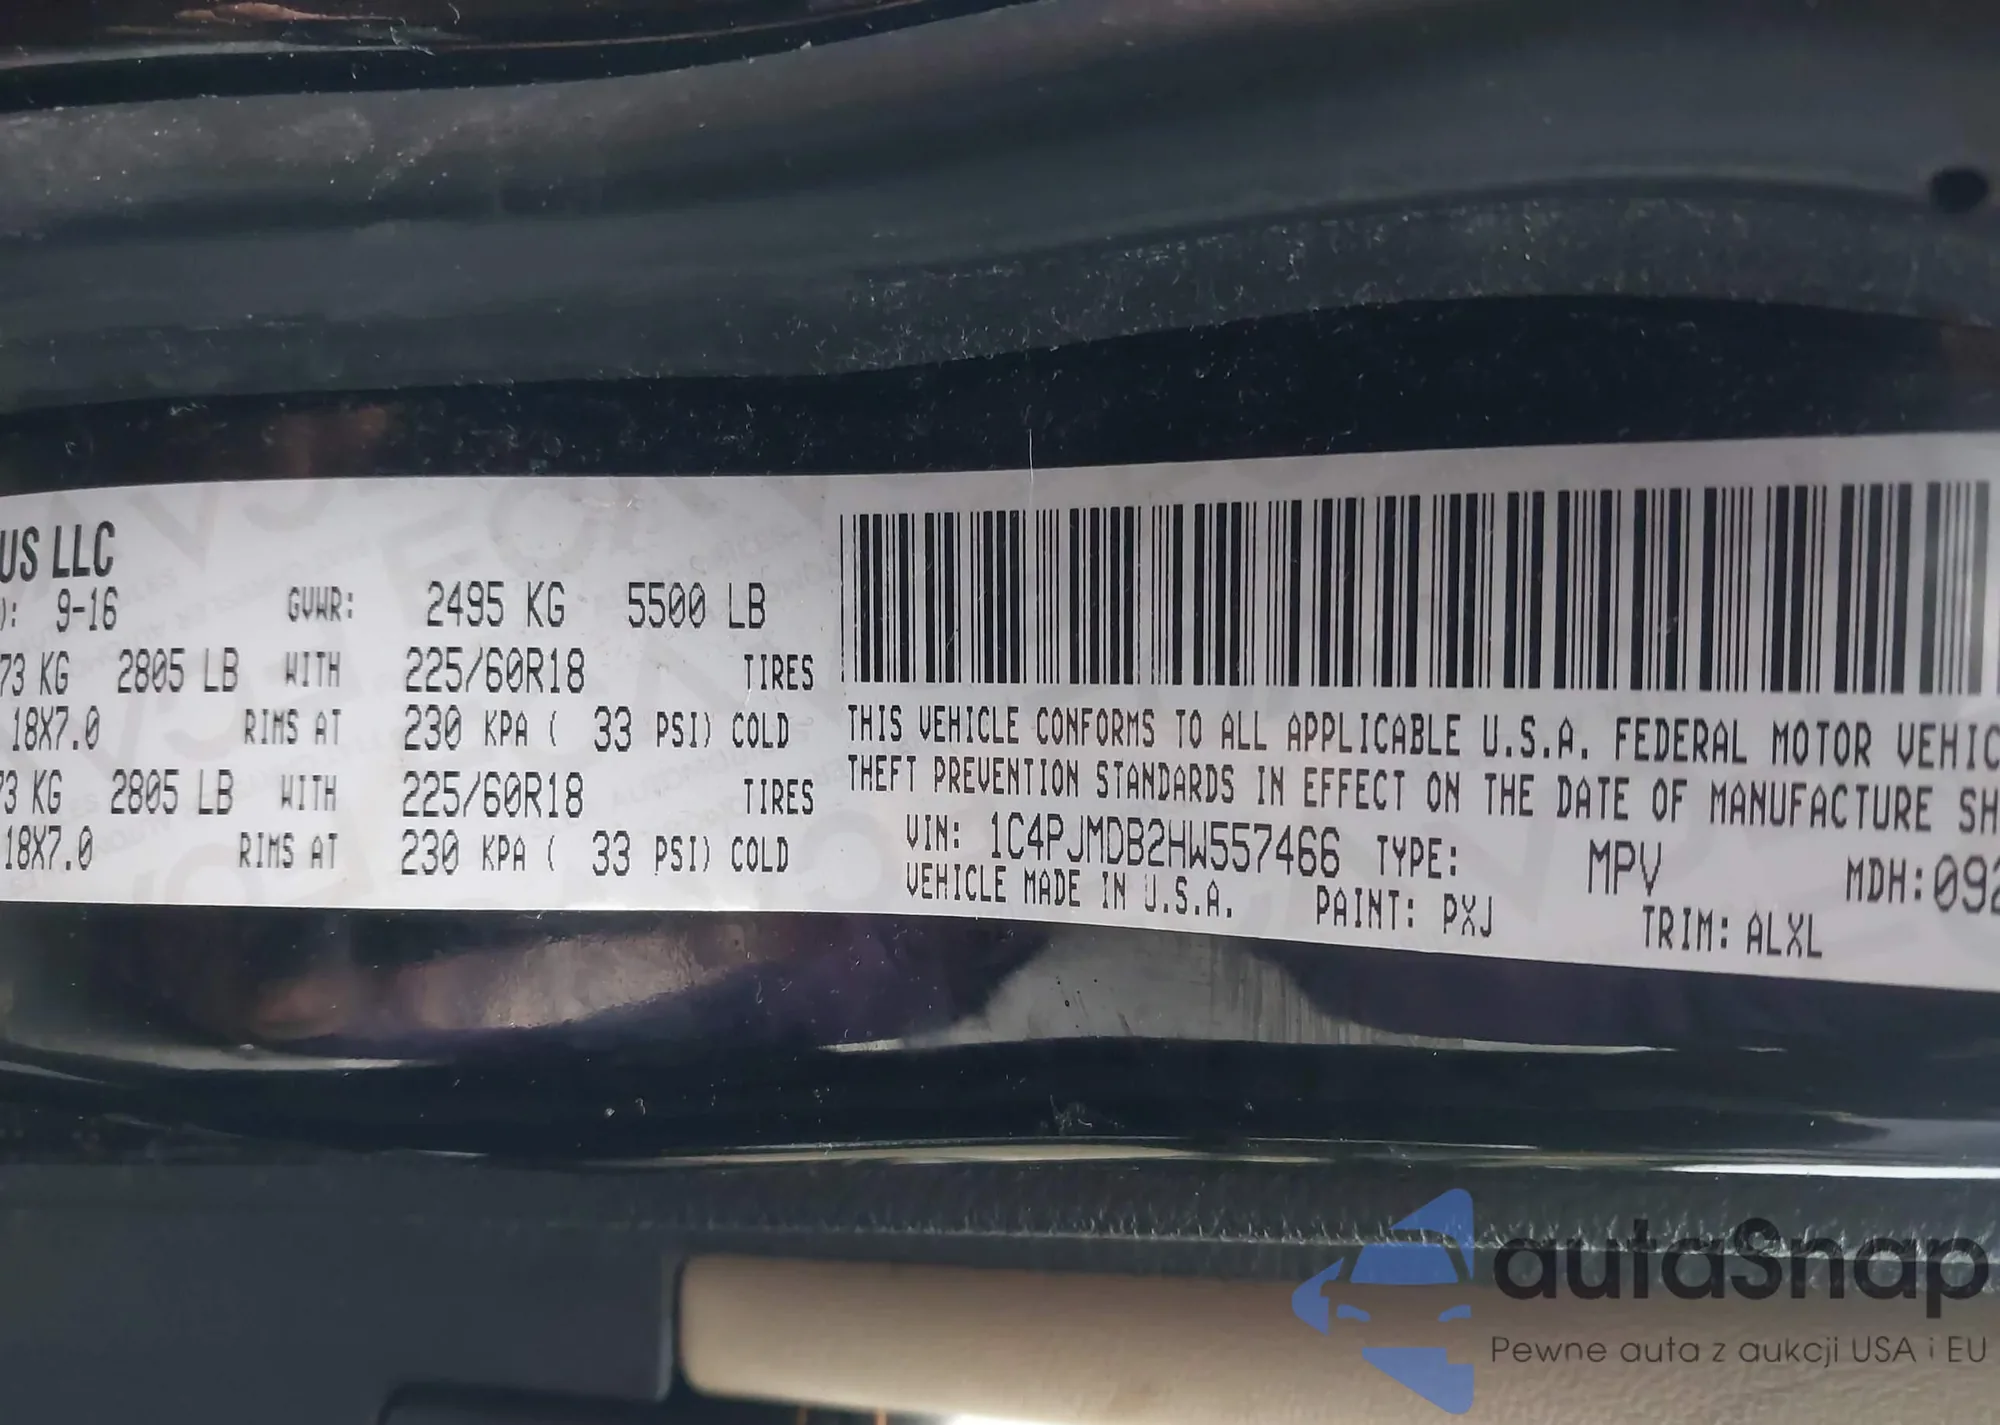 US LLC
): 9-16 GVWR: 2495 KG 5500 LB
73 KG 2805 LB WITH 225/60R18 TIRES
18X7.0 RIMS AT 230 KPA ( 33 PSI) COLD
73 KG 2805 LB WITH 225/60R18 TIRES
18X7.0 RIMS AT 230 KPA ( 33 PSI) COLD
THIS VEHICLE CONFORMS TO ALL APPLICABLE U.S.A. FEDERAL MOTOR VEHIC
THEFT PREVENTION STANDARDS IN EFFECT ON THE DATE OF MANUFACTURE SH
VIN: 1C4PJMDB2HW557466 TYPE: MPV MDH:092
VEHICLE MADE IN U.S.A. PAINT: PXJ TRIM: ALXL
autaSnap
Pewne auta z aukcji USA i EU